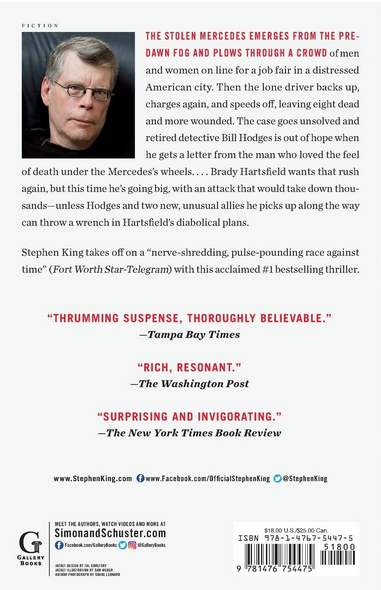 FICTION
THE STOLEN MERCEDES EMERGES FROM THE PRE-
DAWN FOG AND PLOWS THROUGH A CROWD of men
and women on line for a job fair in a distressed
American city. Then the lone driver backs up,
charges again, and speeds off, leaving eight dead
and more wounded. The case goes unsolved and
retired detective Bill Hodges is out of hope when
he gets a letter from the man who loved the feel
of death under the Mercedes's wheels. . . . Brady Hartsfield wants that rush
again, but this time he's going big, with an attack that would take down thou-
sands—unless Hodges and two new, unusual allies he picks up along the way
can throw a wrench in Hartsfield's diabolical plans.
Stephen King takes off on a “nerve-shredding, pulse-pounding race against
time” (Fort Worth Star-Telegram) with this acclaimed #1 bestselling thriller.
“THRUMMING SUSPENSE, THOROUGHLY BELIEVABLE.”
—Tampa Bay Times
“RICH, RESONANT.”
—The Washington Post
“SURPRISING AND INVIGORATING.”
—The New York Times Book Review
www.StephenKing.com www.Facebook.com/OfficialStephenKing @StephenKing
G
GALLERY
BOOKS
MEET THE AUTHORS, WATCH VIDEOS AND MORE AT
SimonandSchuster.com
Facebook.com/GalleryBooks @GalleryBooks
JACKET DESIGN BY TAL GORETSKY
JACKET ILLUSTRATION BY SAM WEBER
AUTHOR PHOTOGRAPH BY SHANE LEONARD
$18.00 U.S./$25.00 Can.
ISBN 978-1-4767-5447-5
51800
9 781476 754475